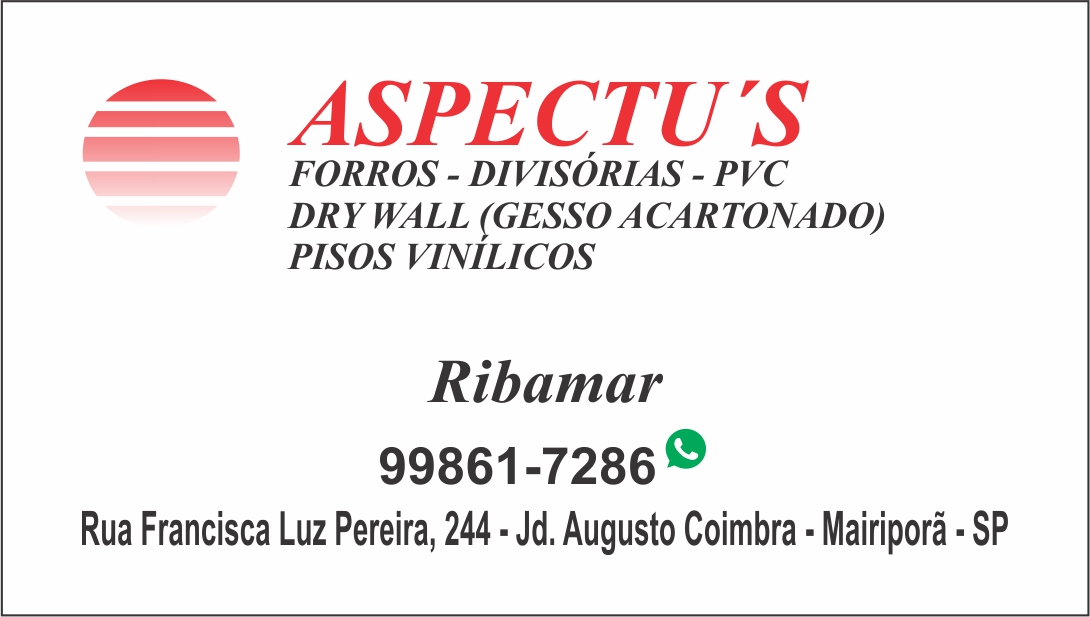 ASPECTU´S
FORROS - DIVISÓRIAS - PVC
DRY WALL (GESSO ACARTONADO)
PISOS VINÍLICOS
Ribamar
99861-7286
Rua Francisca Luz Pereira, 244 - Jd. Augusto Coimbra - Mairiporã - SP